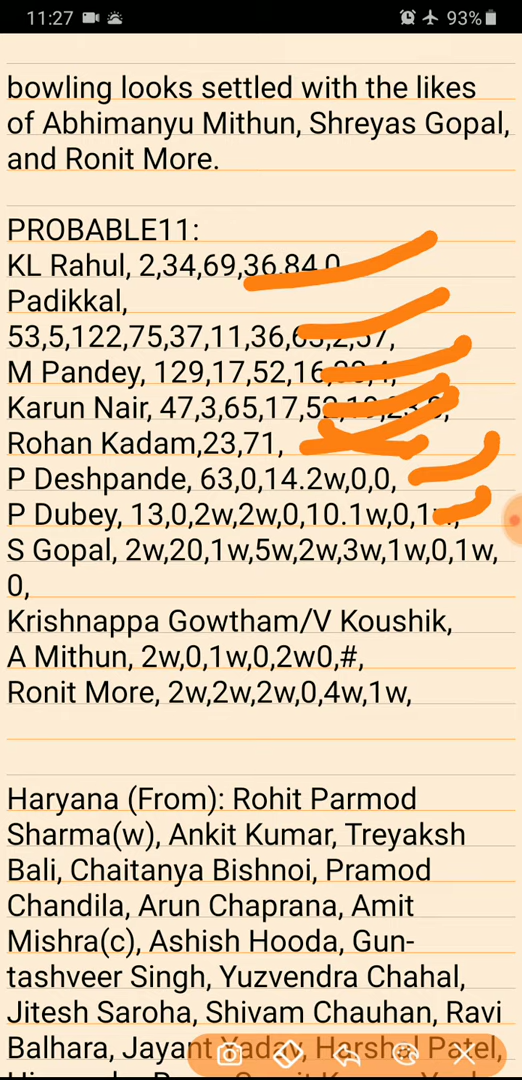 11:27 93%
bowling looks settled with the likes
of Abhimanyu Mithun, Shreyas Gopal,
and Ronit More.
PROBABLE11:
KL Rahul, 2,34,69,36,84,0
Padikkal,
53,5,122,75,37,11,36,
M Pandey, 129,17,52,16,
Karun Nair, 47,3,65,17,
Rohan Kadam,23,71,
P Deshpande, 63,0,14.2w,0,0,
P Dubey, 13,0,2w,2w,0,10.1w,0,
S Gopal, 2w,20,1w,5w,2w,3w,1w,0,1w,
0,
Krishnappa Gowtham/V Koushik,
A Mithun, 2w,0,1w,0,2w0,#,
Ronit More, 2w,2w,2w,0,4w,1w,
Haryana (From): Rohit Parmod
Sharma(w), Ankit Kumar, Treyaksh
Bali, Chaitanya Bishnoi, Pramod
Chandila, Arun Chaprana, Amit
Mishra(c), Ashish Hooda, Gun-
tashveer Singh, Yuzvendra Chahal,
Jitesh Saroha, Shivam Chauhan, Ravi
Balhara, Jayant Yadav, Harshal Patel,